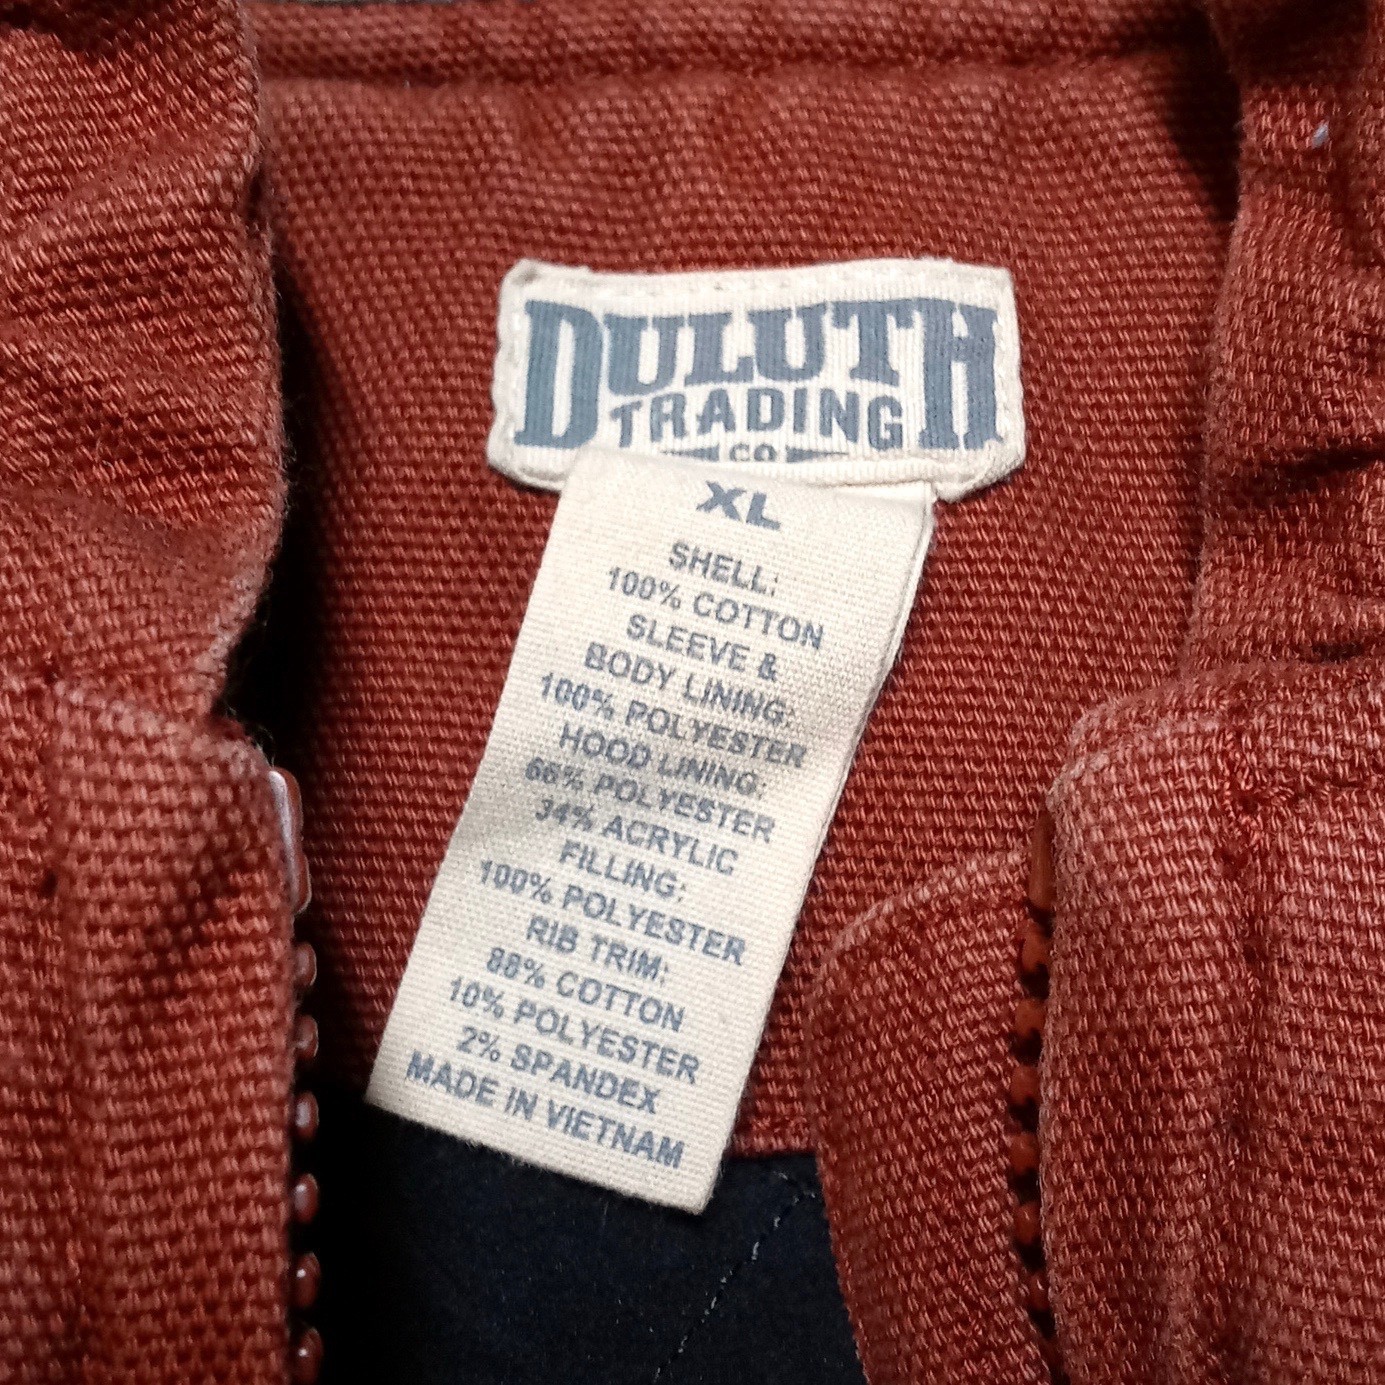 DULUTH
TRADING
CO
XL
SHELL:
100% COTTON
SLEEVE &
BODY LINING:
100% POLYESTER
HOOD LINING:
66% POLYESTER
34% ACRYLIC
FILLING:
100% POLYESTER
RIB TRIM:
88% COTTON
10% POLYESTER
2% SPANDEX
MADE IN VIETNAM